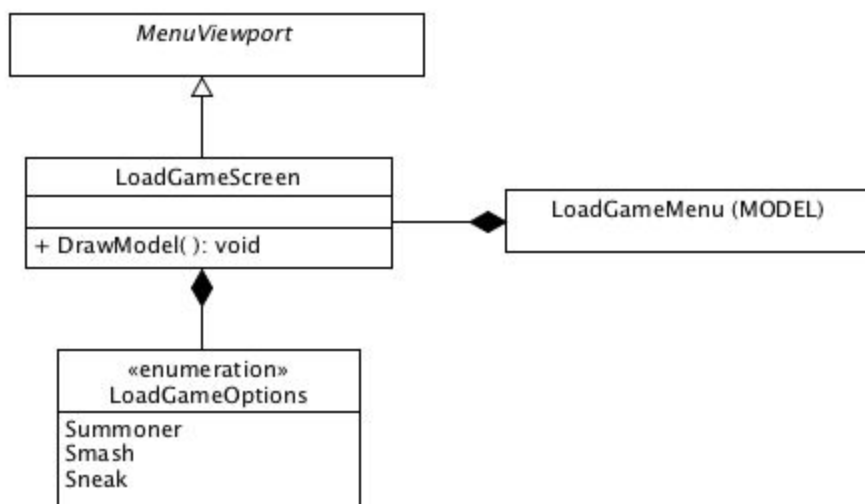 MenuViewport
LoadGameScreen
+ DrawModel( ): void
LoadGameMenu (MODEL)
«enumeration»
LoadGameOptions
Summoner
Smash
Sneak